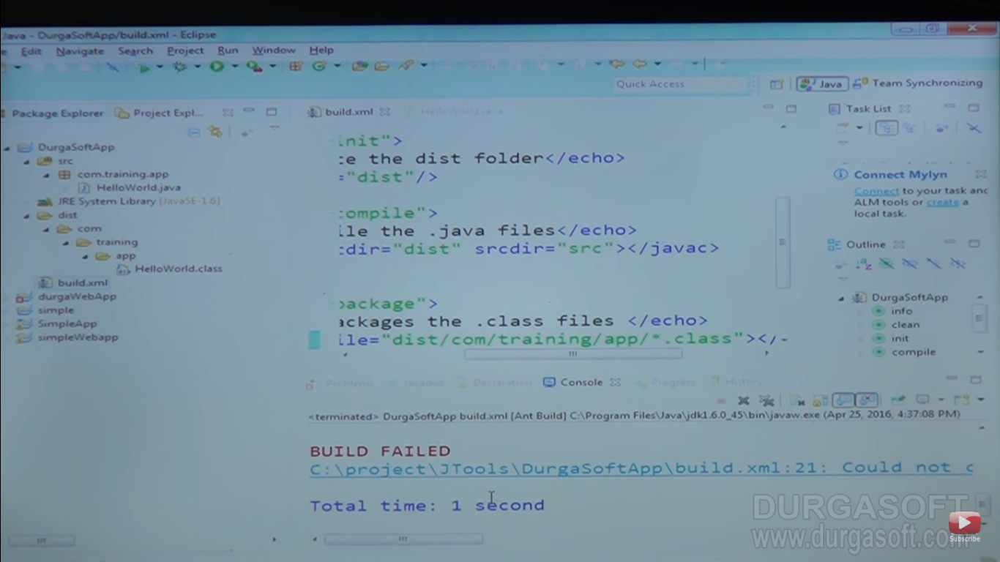 Java - DurgaSoftApp/build.xml - Eclipse
e Edit Navigate Search Project Run Window Help
Quick Access
Java
Team Synchronizing
Package Explorer
Project Expl...
DurgaSoftApp
src
com.training.app
HelloWorld.java
JRE System Library [JavaSE-1.6]
dist
com
training
app
HelloWorld.class
build.xml
durgaWebApp
simple
SimpleApp
simpleWebapp
build.xml
HelloWorld.java
init">
:e the dist folder</echo>
="dist"/>
compile">
ile the .java files</echo>
:dir="dist" srcdir="src"></javac>
package">
ackages the .class files </echo>
ile="dist/com/training/app/*.class"></-
Task List
Connect Mylyn
Connect to your task and
ALM tools or create a
local task.
Outline
DurgaSoftApp
info
clean
init
compile
Problems
Javadoc
Declaration
Console
Progress
History
<terminated> DurgaSoftApp build.xml [Ant Build] C:\Program Files\Java\jdk1.6.0_45\bin\javaw.exe (Apr 25, 2016, 4:37:08 PM)
BUILD FAILED
C:\project\JTools\DurgaSoftApp\build.xml:21: Could not c
Total time: 1 second
DURGASOFT
www.durgasoft.com
Subscribe